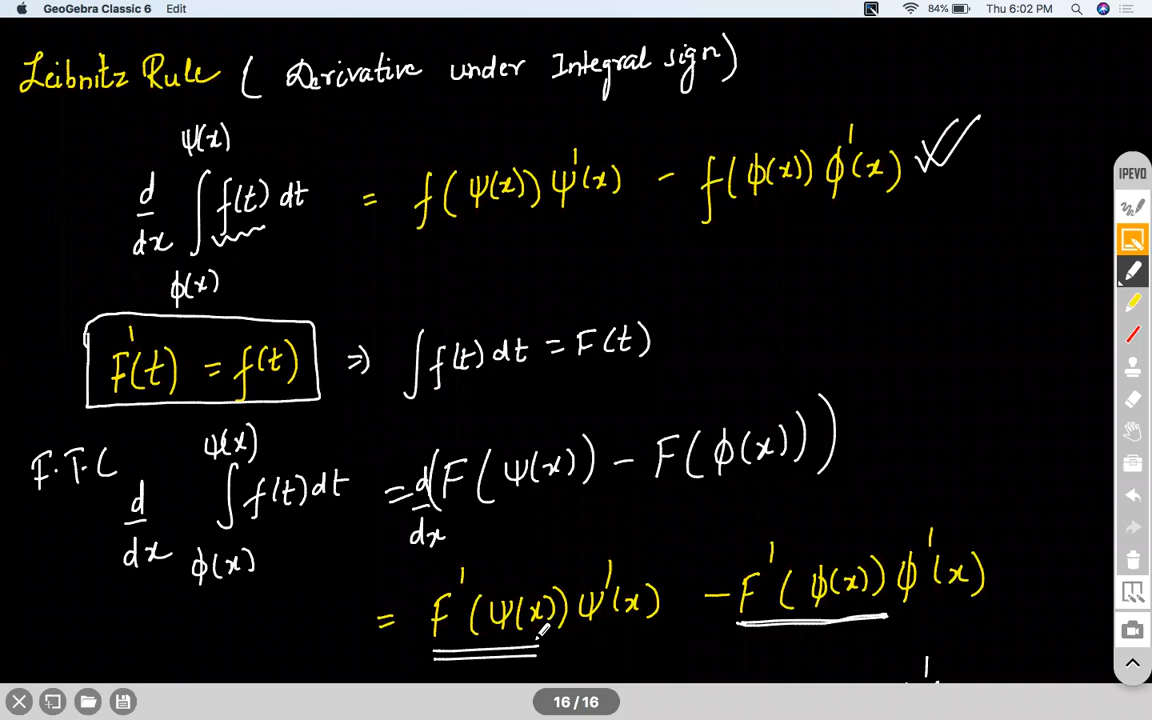 GeoGebra Classic 6 Edit 84% Thu 6:02 PM
Leibnitz Rule ( Derivative under Integral sign)
d/dx ∫_{ϕ(x)}^{ψ(x)} f(t) dt = f(ψ(x)) ψ'(x) - f(ϕ(x)) ϕ'(x)
IPEVO
F'(t) = f(t) ⇒ ∫ f(t) dt = F(t)
F.T.C d/dx ∫_{ϕ(x)}^{ψ(x)} f(t) dt = d/dx (F(ψ(x)) - F(ϕ(x)))
= F'(ψ(x)) ψ'(x) - F'(ϕ(x)) ϕ'(x)
16/16